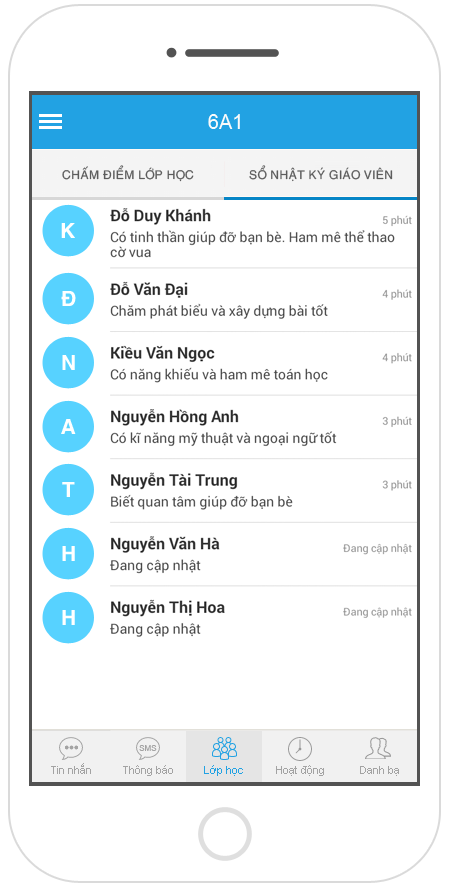 6A1
CHẤM ĐIỂM LỚP HỌC
SỔ NHẬT KÝ GIÁO VIÊN
K
Đỗ Duy Khánh
5 phút
Có tinh thần giúp đỡ bạn bè. Ham mê thể thao
cờ vua
Đ
Đỗ Văn Đại
4 phút
Chăm phát biểu và xây dựng bài tốt
N
Kiều Văn Ngọc
4 phút
Có năng khiếu và ham mê toán học
A
Nguyễn Hồng Anh
3 phút
Có kĩ năng mỹ thuật và ngoại ngữ tốt
T
Nguyễn Tài Trung
3 phút
Biết quan tâm giúp đỡ bạn bè
H
Nguyễn Văn Hà
Đang cập nhật
Đang cập nhật
H
Nguyễn Thị Hoa
Đang cập nhật
Đang cập nhật
SMS
Tin nhắn
Thông báo
Lớp học
Hoạt động
Danh bạ